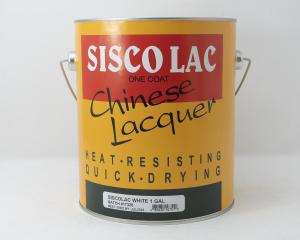 SISCO LAC
ONE COAT
Chinese
Lacquer
HEAT-RESISTING
QUICK-DRYING
SISCOLAC WHITE 1 GAL